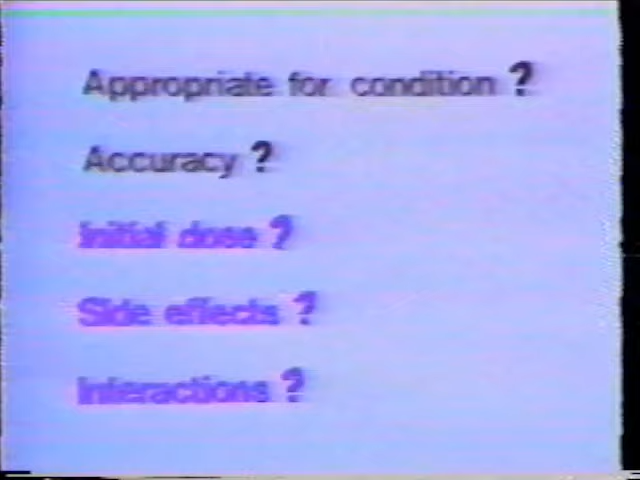 Appropriate for condition ?
Accuracy ?
Initial dose ?
Side effects ?
Interactions ?